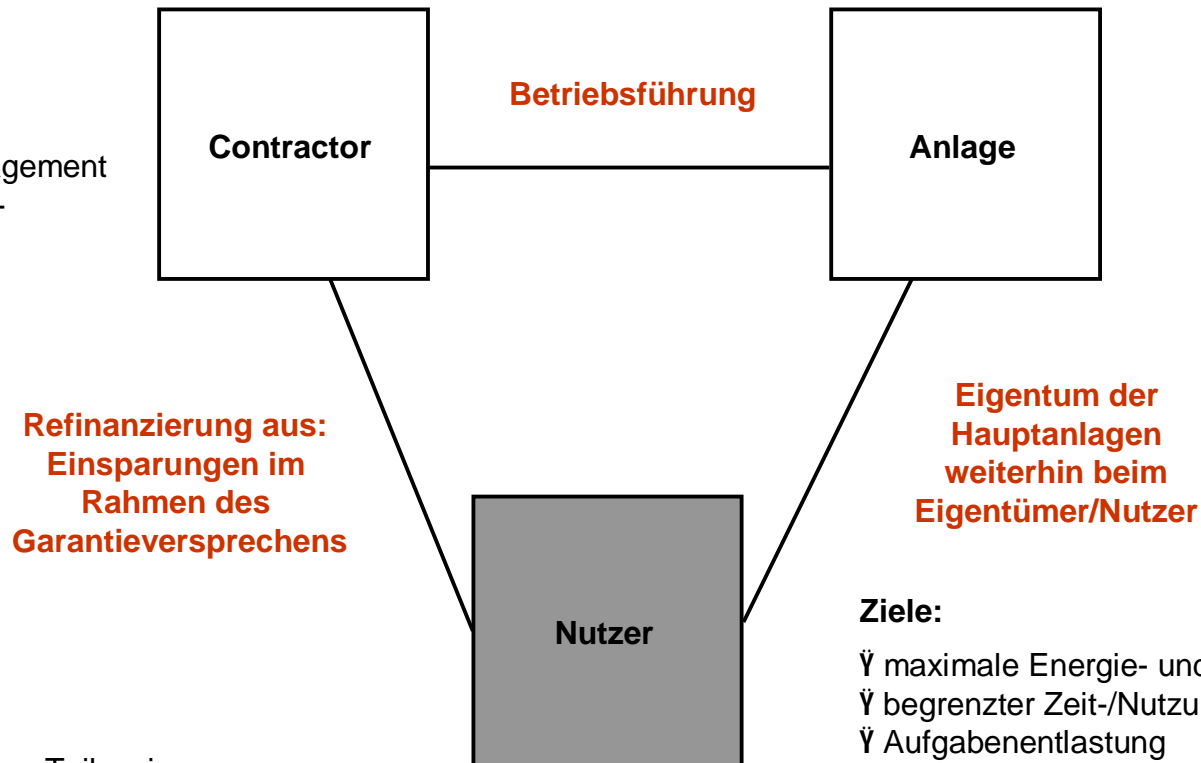 Betriebsführung
Contractor
Anlage
agement
-
Refinanzierung aus:
Einsparungen im
Rahmen des
Garantieversprechens
Eigentum der
Hauptanlagen
weiterhin beim
Eigentümer/Nutzer
Nutzer
Ziele:
Ÿ maximale Energie- und
Ÿ begrenzter Zeit-/Nutzu
Ÿ Aufgabenentlastung